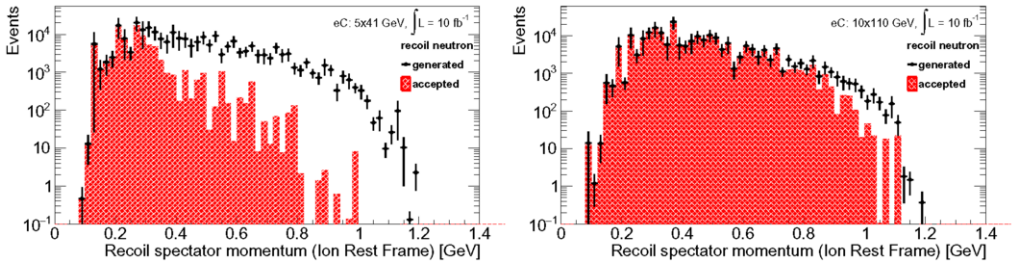 Events
eC: 5x41 GeV, ∫L = 10 fb⁻¹
recoil neutron
generated
accepted
10⁴
10³
10²
10
1
10⁻¹
0 0.2 0.4 0.6 0.8 1 1.2 1.4
Recoil spectator momentum (Ion Rest Frame) [GeV]
Events
eC: 10x110 GeV, ∫L = 10 fb⁻¹
recoil neutron
generated
accepted
10⁴
10³
10²
10
1
10⁻¹
0 0.2 0.4 0.6 0.8 1 1.2 1.4
Recoil spectator momentum (Ion Rest Frame) [GeV]